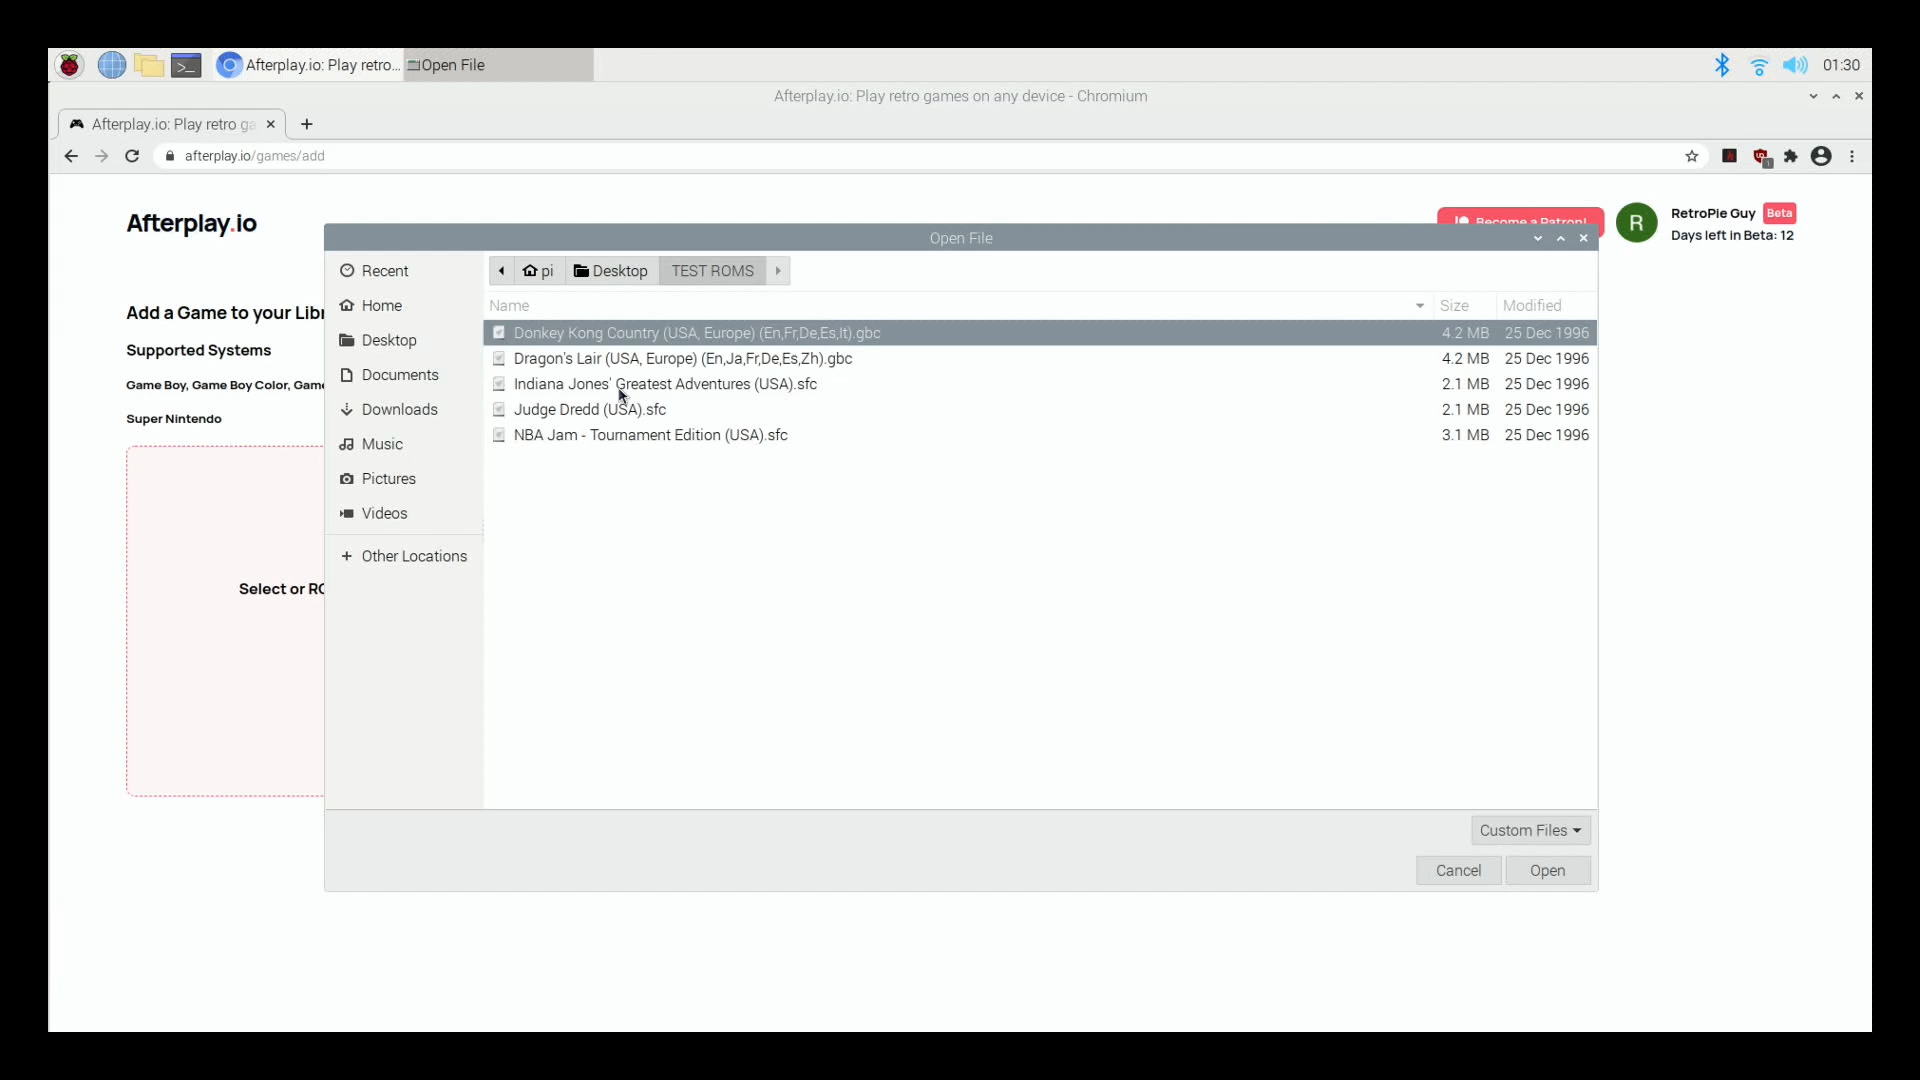 Afterplay.io: Play retro... Open File 01:30
Afterplay.io: Play retro games on any device - Chromium
Afterplay.io: Play retro ga
afterplay.io/games/add
Afterplay.io
Become a Patron!
R
RetroPie Guy Beta
Days left in Beta: 12
Open File
Add a Game to your
Supported Systems
Game Boy, Game Boy Color,
Super Nintendo
Select or
Recent
Home
Desktop
Documents
Downloads
Music
Pictures
Videos
Other Locations
pi Desktop TEST ROMS
Name Size Modified
Donkey Kong Country (USA, Europe) (En,Fr,De,Es,It).gbc 4.2 MB 25 Dec 1996
Dragon's Lair (USA, Europe) (En,Ja,Fr,De,Es,Zh).gbc 4.2 MB 25 Dec 1996
Indiana Jones' Greatest Adventures (USA).sfc 2.1 MB 25 Dec 1996
Judge Dredd (USA).sfc 2.1 MB 25 Dec 1996
NBA Jam - Tournament Edition (USA).sfc 3.1 MB 25 Dec 1996
Custom Files
Cancel Open